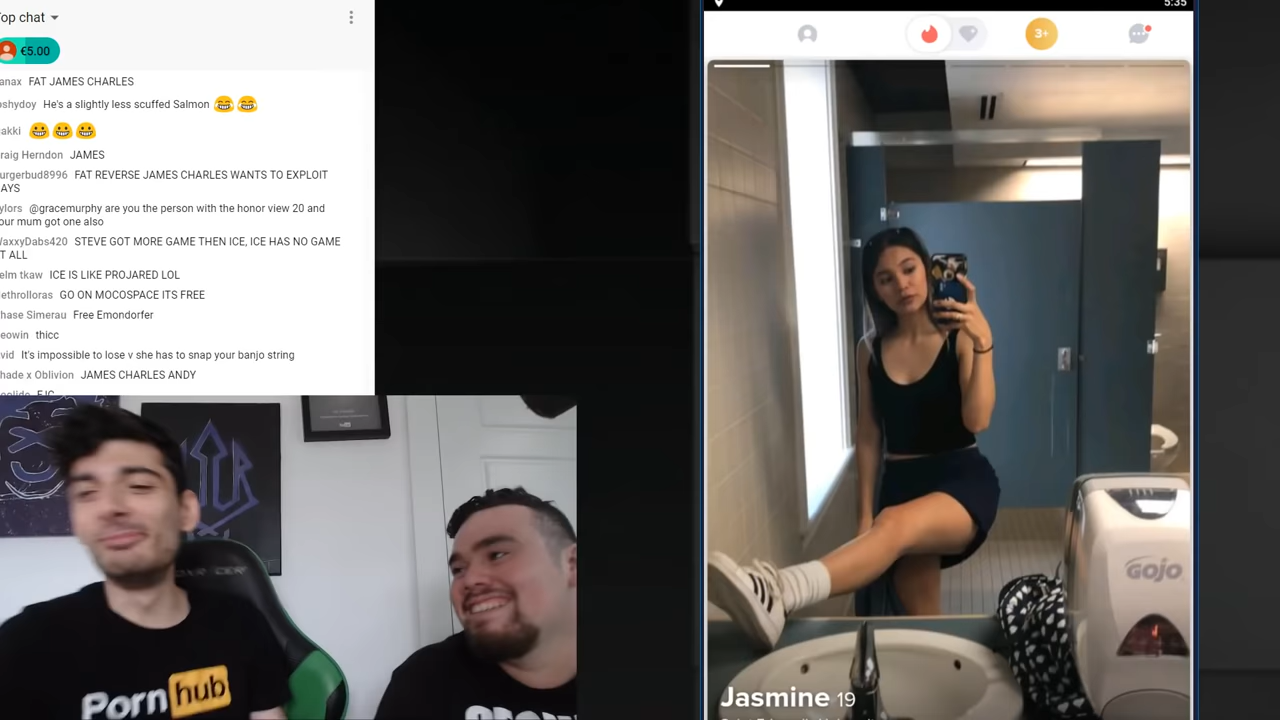 op chat
€5.00
anax FAT JAMES CHARLES
oshydoy He's a slightly less scuffed Salmon 😂 😂
akki 😀 😀 😀
raig Herndon JAMES
urgerbud8996 FAT REVERSE JAMES CHARLES WANTS TO EXPLOIT
AYS
ylors @gracemurphy are you the person with the honor view 20 and
our mum got one also
WaxxyDabs420 STEVE GOT MORE GAME THEN ICE, ICE HAS NO GAME
T ALL
elm tkaw ICE IS LIKE PROJARED LOL
ethrolloras GO ON MOCOSPACE ITS FREE
hase Simerau Free Emondorfer
eowin thicc
vid It's impossible to lose v she has to snap your banjo string
hade x Oblivion JAMES CHARLES ANDY
Porn hub
5:35
3+
GOJO
Jasmine 19